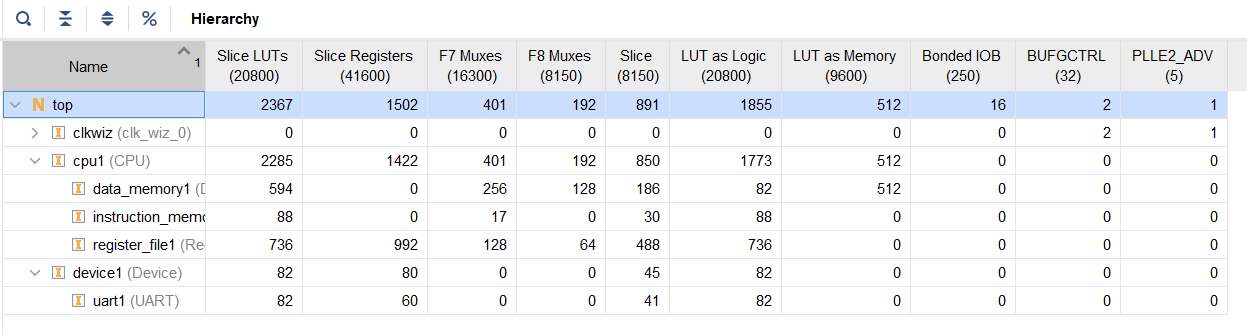 Hierarchy
Name 1 Slice LUTs (20800) Slice Registers (41600) F7 Muxes (16300) F8 Muxes (8150) Slice (8150) LUT as Logic (20800) LUT as Memory (9600) Bonded IOB (250) BUFGCTRL (32) PLLE2_ADV (5)
N top 2367 1502 401 192 891 1855 512 16 2 1
I clkwiz (clk_wiz_0) 0 0 0 0 0 0 0 0 2 1
I cpu1 (CPU) 2285 1422 401 192 850 1773 512 0 0 0
I data_memory1 (D 594 0 256 128 186 82 512 0 0 0
I instruction_memo 88 0 17 0 30 88 0 0 0 0
I register_file1 (Re 736 992 128 64 488 736 0 0 0 0
I device1 (Device) 82 80 0 0 45 82 0 0 0 0
I uart1 (UART) 82 60 0 0 41 82 0 0 0 0